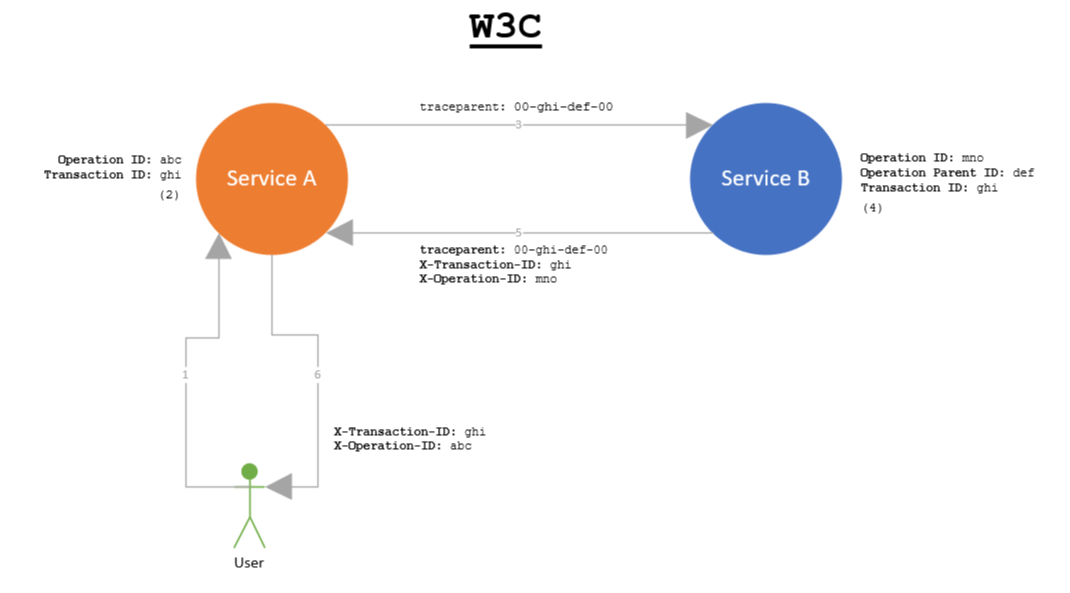 W3C
traceparent: 00-ghi-def-00
3
Operation ID: abc
Transaction ID: ghi
(2)
Service A
Service B
Operation ID: mno
Operation Parent ID: def
Transaction ID: ghi
(4)
5
traceparent: 00-ghi-def-00
X-Transaction-ID: ghi
X-Operation-ID: mno
1
6
X-Transaction-ID: ghi
X-Operation-ID: abc
User